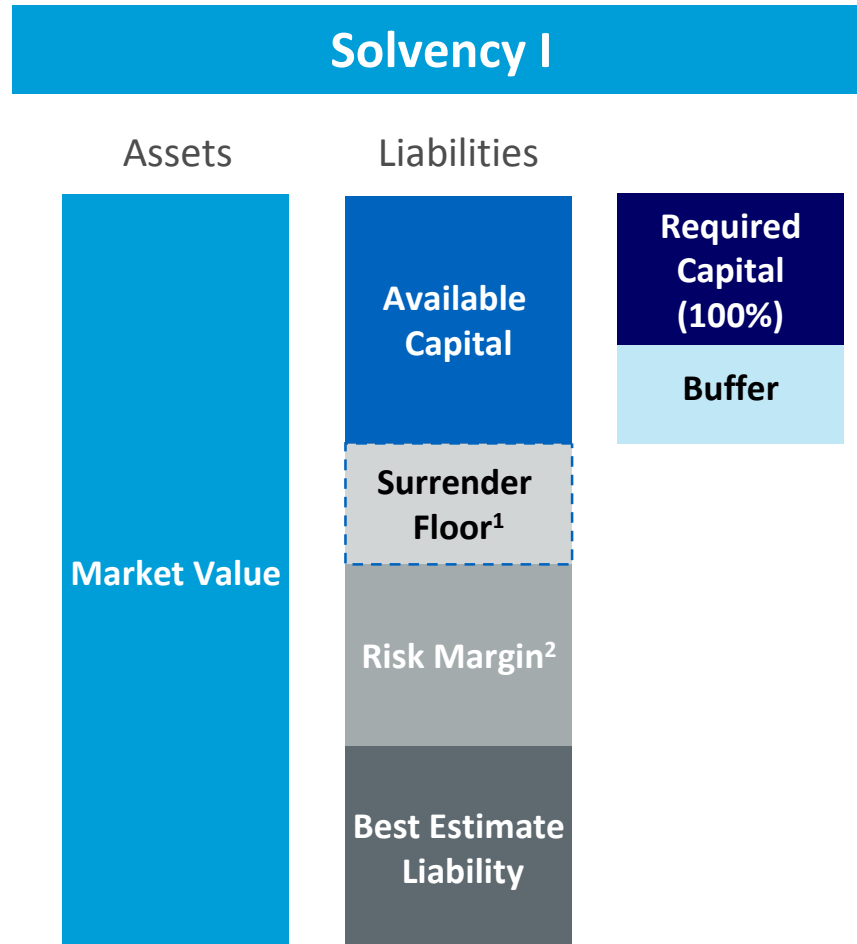 Solvency I
Assets
Liabilities
Market Value
Available
Capital
Surrender
Floor¹
Risk Margin²
Best Estimate
Liability
Required
Capital
(100%)
Buffer